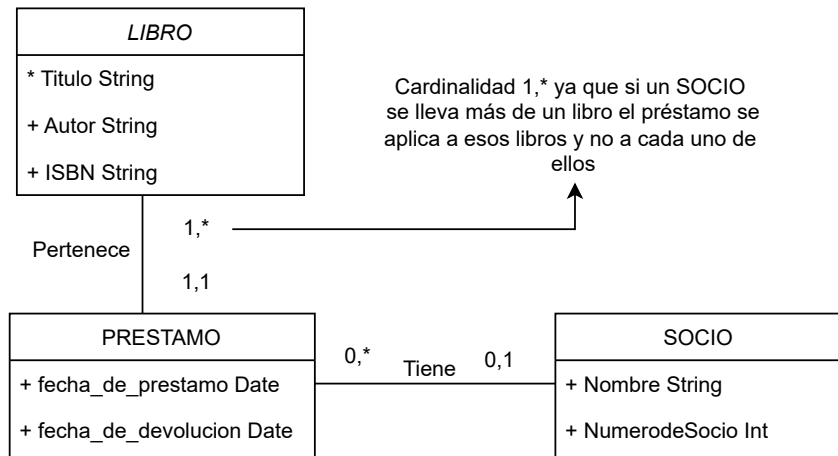 LIBRO
* Titulo String
+ Autor String
+ ISBN String
Cardinalidad 1,* ya que si un SOCIO
se lleva más de un libro el préstamo se
aplica a esos libros y no a cada uno de
ellos
1,*
Pertenece
1,1
PRESTAMO
+ fecha_de_prestamo Date
+ fecha_de_devolucion Date
0,*
Tiene
0,1
SOCIO
+ Nombre String
+ NumerodeSocio Int